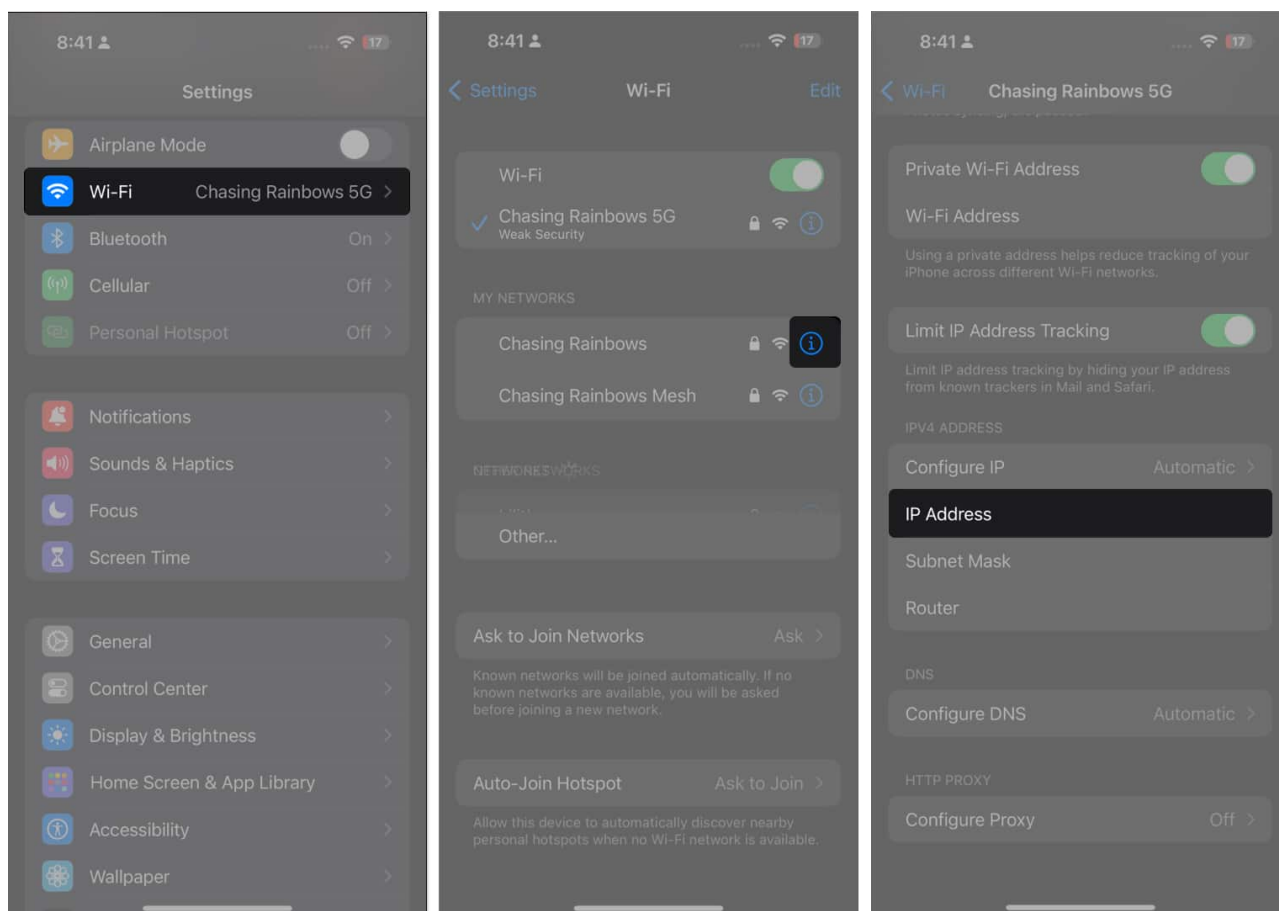 8:41
17
Settings
Airplane Mode
Wi-Fi Chasing Rainbows 5G
Bluetooth On
Cellular Off
Personal Hotspot Off
Notifications
Sounds & Haptics
Focus
Screen Time
General
Control Center
Display & Brightness
Home Screen & App Library
Accessibility
Wallpaper
8:41
17
Settings Wi-Fi Edit
Wi-Fi
Chasing Rainbows 5G
Weak Security
MY NETWORKS
Chasing Rainbows
Chasing Rainbows Mesh
Other...
Ask to Join Networks Ask
Known networks will be joined automatically. If no
known networks are available, you will be asked
before joining a new network.
Auto-Join Hotspot Ask to Join
Allow this device to automatically discover nearby
personal hotspots when no Wi-Fi network is available.
8:41
17
Wi-Fi Chasing Rainbows 5G
Private Wi-Fi Address
Wi-Fi Address
Using a private address helps reduce tracking of your
iPhone across different Wi-Fi networks.
Limit IP Address Tracking
Limit IP address tracking by hiding your IP address
from known trackers in Mail and Safari.
IPV4 ADDRESS
Configure IP Automatic
IP Address
Subnet Mask
Router
DNS
Configure DNS Automatic
HTTP PROXY
Configure Proxy Off